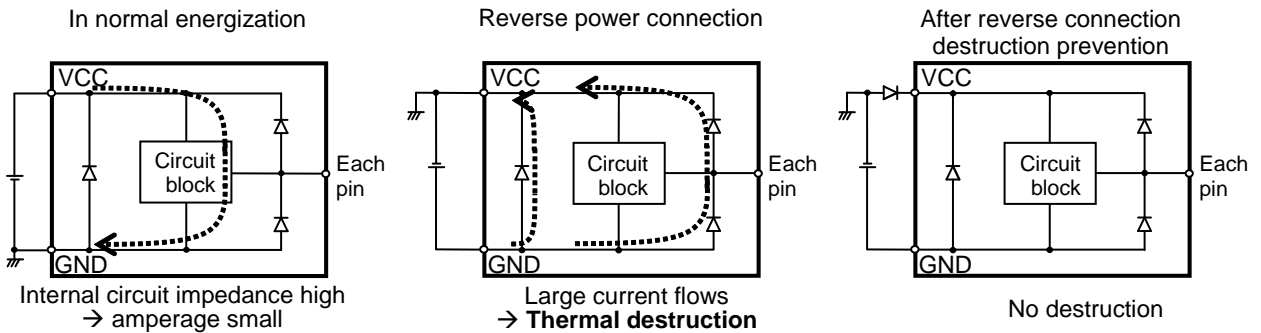 In normal energization
VCC
Circuit
block
Each
pin
GND
Internal circuit impedance high
→ amperage small
Reverse power connection
VCC
Circuit
block
Each
pin
GND
Large current flows
→ Thermal destruction
After reverse connection
destruction prevention
VCC
Circuit
block
Each
pin
GND
No destruction